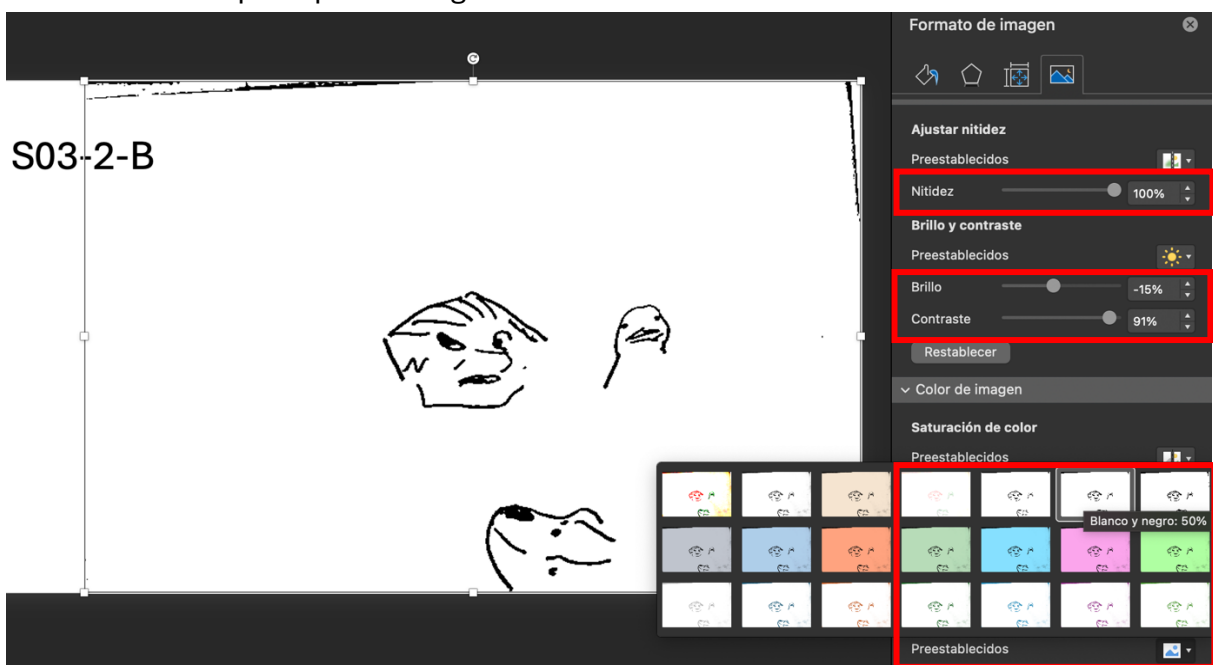 Formato de imagen
S03-2-B
Ajustar nitidez
Preestablecidos
Nitidez 100%
Brillo y contraste
Preestablecidos
Brillo -15%
Contraste 91%
Restablecer
Color de imagen
Saturación de color
Preestablecidos
Blanco y negro: 50%
Preestablecidos